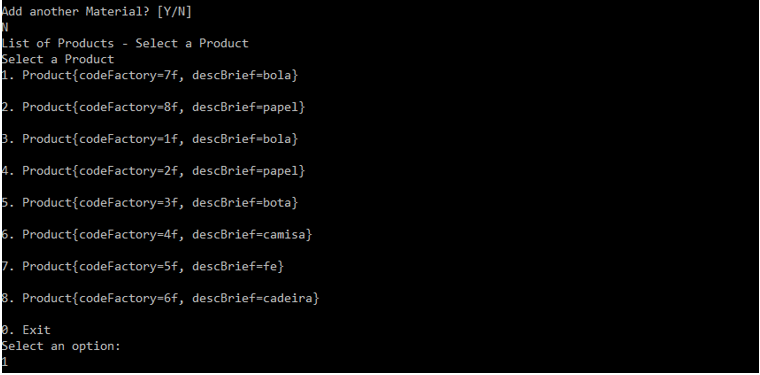 Add another Material? [Y/N]
N
List of Products - Select a Product
Select a Product
1. Product{codeFactory=7f, descBrief=bola}
2. Product{codeFactory=8f, descBrief=papel}
3. Product{codeFactory=1f, descBrief=bola}
4. Product{codeFactory=2f, descBrief=papel}
5. Product{codeFactory=3f, descBrief=bota}
6. Product{codeFactory=4f, descBrief=camisa}
7. Product{codeFactory=5f, descBrief=fe}
8. Product{codeFactory=6f, descBrief=cadeira}
0. Exit
Select an option:
1